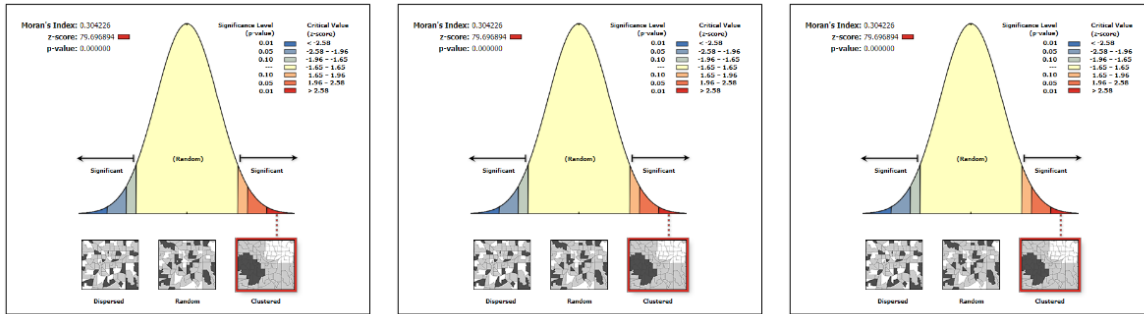 Moran's Index: 0.304226
z-score: 79.696894
p-value: 0.000000
Significance Level (p-value)
Critical Value (z-score)
0.01 < -2.58
0.05 -2.58 – -1.96
0.10 -1.96 – -1.65
--- -1.65 – 1.65
0.10 1.65 – 1.96
0.05 1.96 – 2.58
0.01 > 2.58
(Random)
Significant Significant
Dispersed Random Clustered
Moran's Index: 0.304226
z-score: 79.696894
p-value: 0.000000
Significance Level (p-value)
Critical Value (z-score)
0.01 < -2.58
0.05 -2.58 – -1.96
0.10 -1.96 – -1.65
--- -1.65 – 1.65
0.10 1.65 – 1.96
0.05 1.96 – 2.58
0.01 > 2.58
(Random)
Significant Significant
Dispersed Random Clustered
Moran's Index: 0.304226
z-score: 79.696894
p-value: 0.000000
Significance Level (p-value)
Critical Value (z-score)
0.01 < -2.58
0.05 -2.58 – -1.96
0.10 -1.96 – -1.65
--- -1.65 – 1.65
0.10 1.65 – 1.96
0.05 1.96 – 2.58
0.01 > 2.58
(Random)
Significant Significant
Dispersed Random Clustered